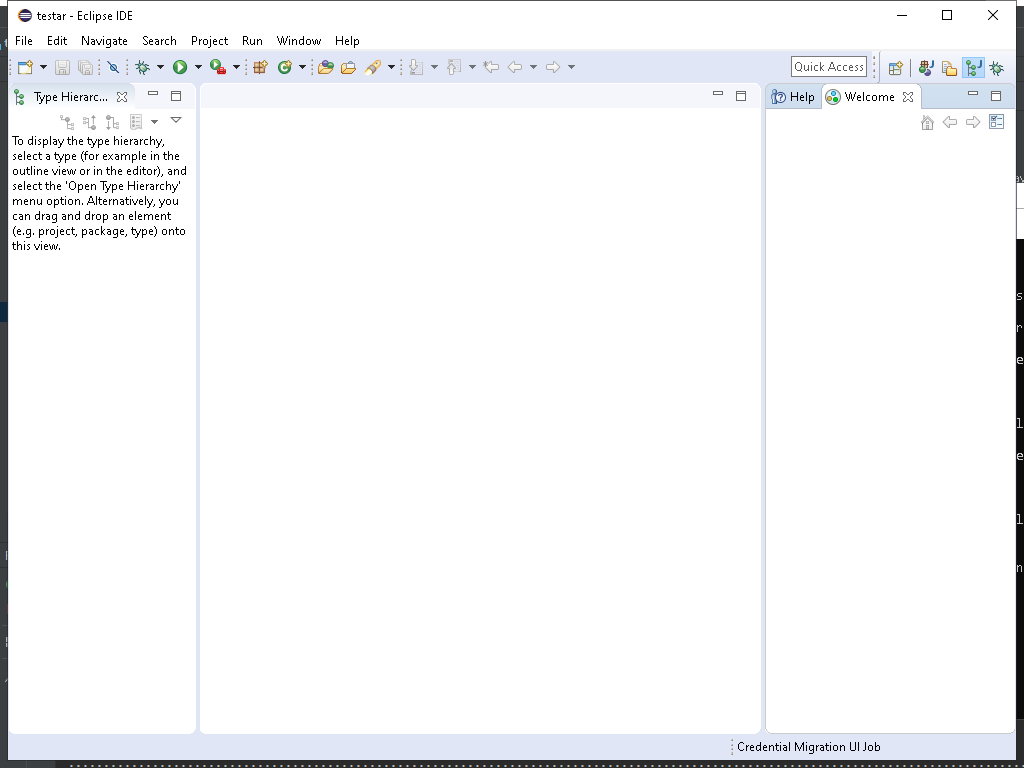 testar - Eclipse IDE
File Edit Navigate Search Project Run Window Help
Quick Access
Type Hierarc...
Help Welcome
To display the type hierarchy,
select a type (for example in the
outline view or in the editor), and
select the 'Open Type Hierarchy'
menu option. Alternatively, you
can drag and drop an element
(e.g. project, package, type) onto
this view.
Credential Migration UI Job